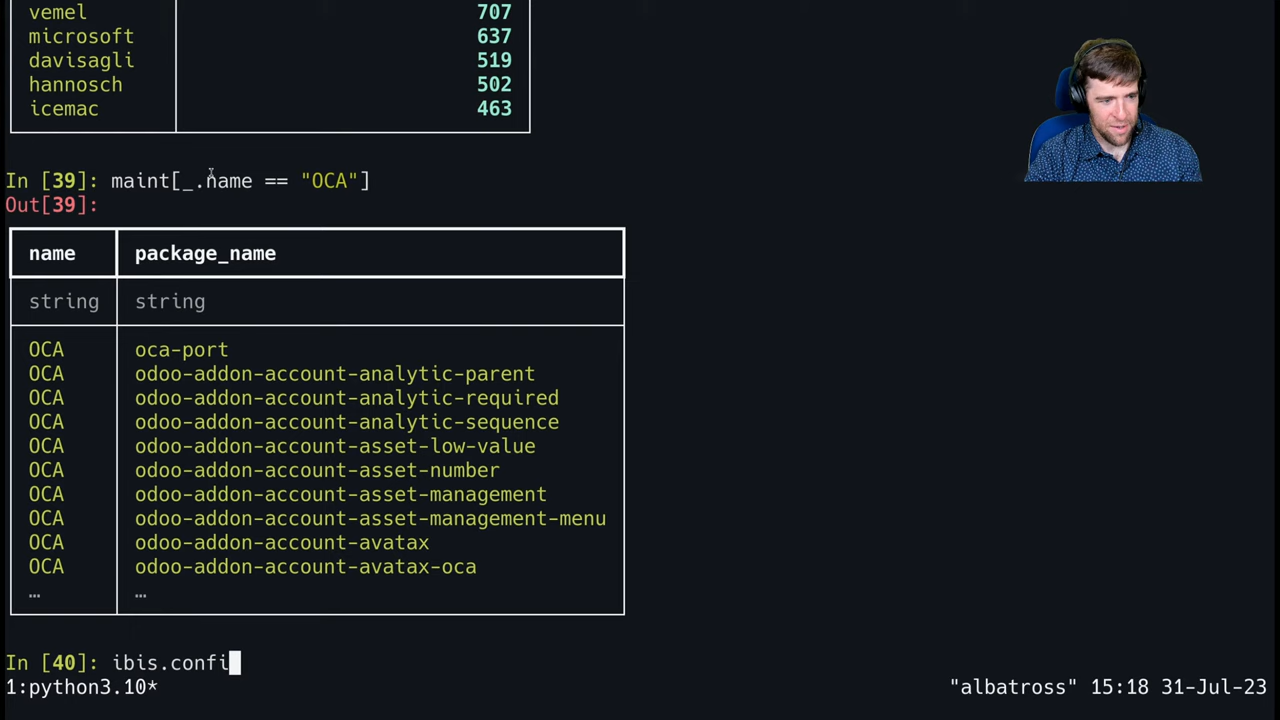 vemel 707
microsoft 637
davisagli 519
hannosch 502
icemac 463
In [39]: maint[_.name == "OCA"]
Out[39]:
name package_name
string string
OCA oca-port
OCA odoo-addon-account-analytic-parent
OCA odoo-addon-account-analytic-required
OCA odoo-addon-account-analytic-sequence
OCA odoo-addon-account-asset-low-value
OCA odoo-addon-account-asset-number
OCA odoo-addon-account-asset-management
OCA odoo-addon-account-asset-management-menu
OCA odoo-addon-account-avatax
OCA odoo-addon-account-avatax-oca
… …
In [40]: ibis.confi
1:python3.10* "albatross" 15:18 31-Jul-23